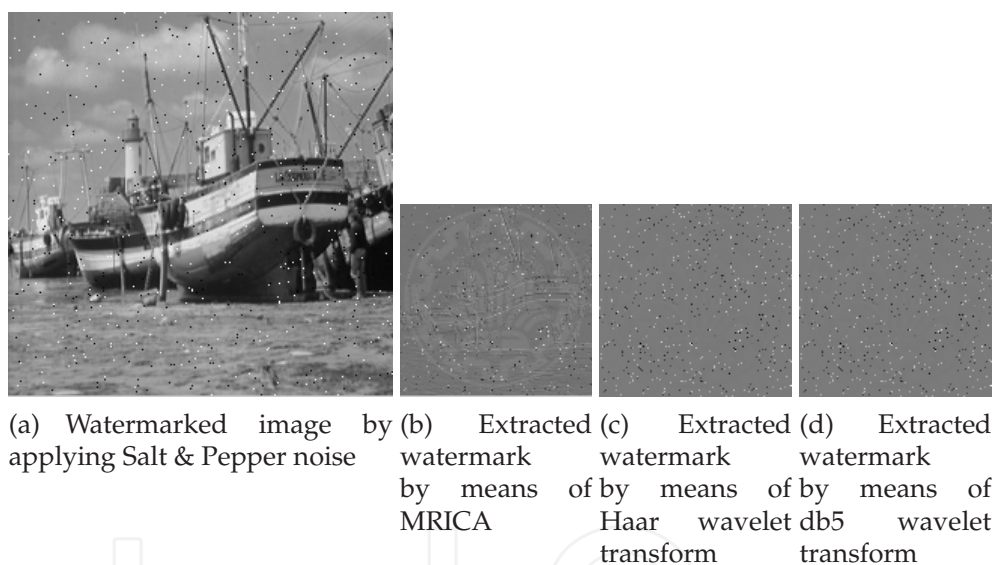 (a) Watermarked image by
applying Salt & Pepper noise
(b) Extracted
watermark
by means of
MRICA
(c) Extracted
watermark
by means of
Haar wavelet
transform
(d) Extracted
watermark
by means of
db5 wavelet
transform